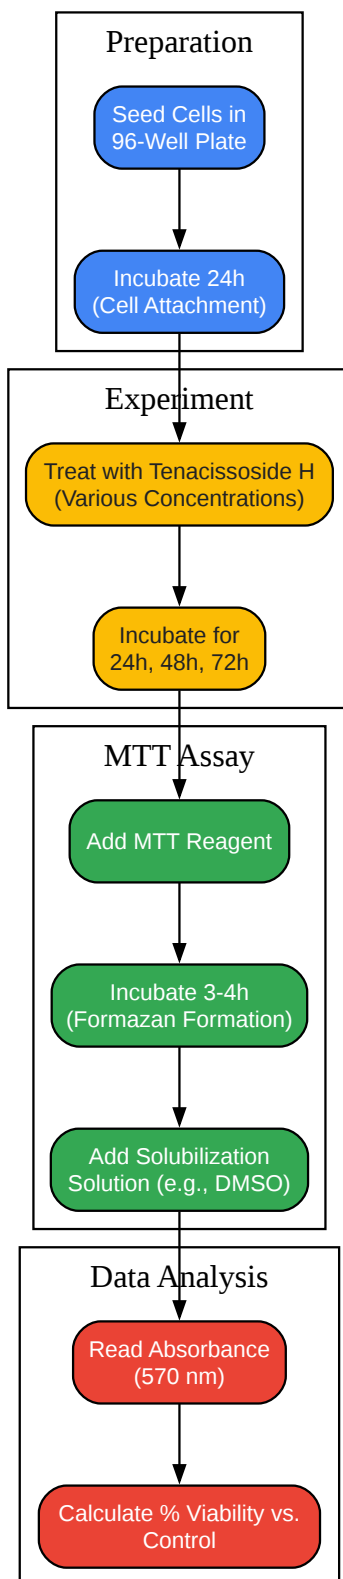 Preparation
Seed Cells in
96-Well Plate
Incubate 24h
(Cell Attachment)
Experiment
Treat with Tenacissoside H
(Various Concentrations)
Incubate for
24h, 48h, 72h
MTT Assay
Add MTT Reagent
Incubate 3-4h
(Formazan Formation)
Add Solubilization
Solution (e.g., DMSO)
Data Analysis
Read Absorbance
(570 nm)
Calculate % Viability vs.
Control